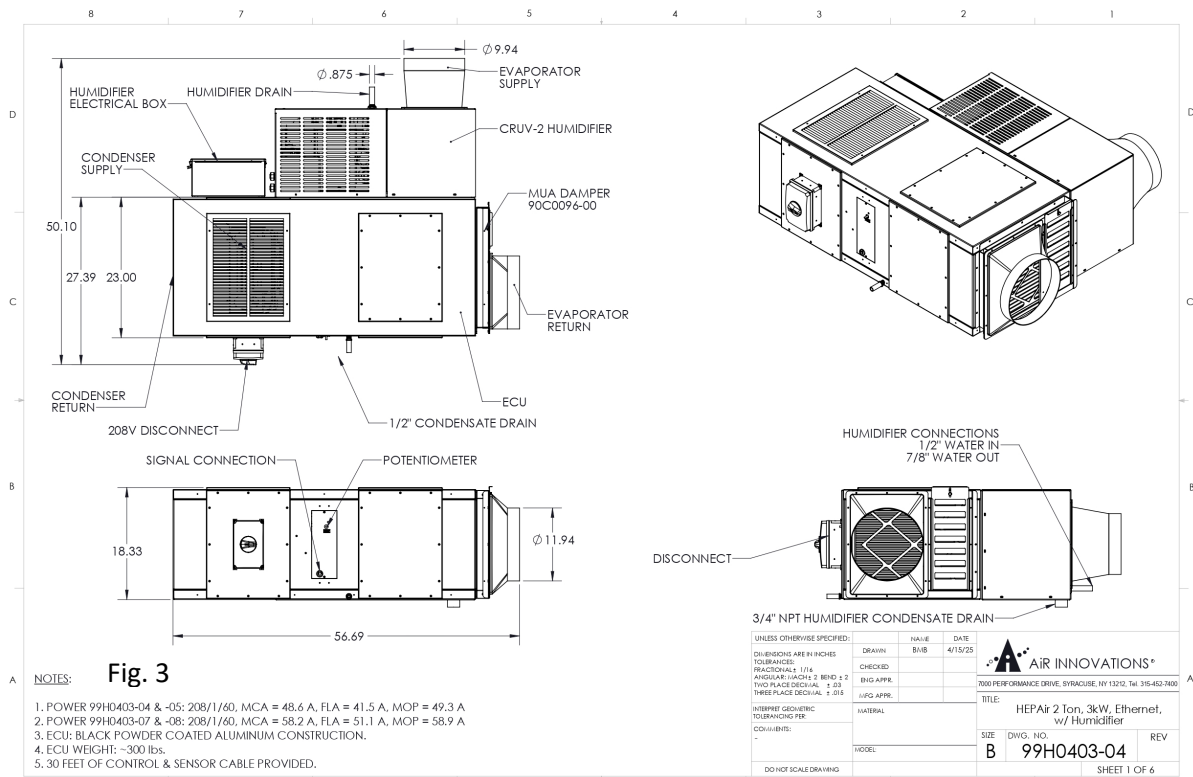 8 7 6 5 4 3 2 1
D
C
B
A
D
C
B
A
Ø9.94
EVAPORATOR
SUPPLY
Ø.875
HUMIDIFIER
ELECTRICAL BOX
HUMIDIFIER DRAIN
CRUV-2 HUMIDIFIER
CONDENSER
SUPPLY
MUA DAMPER
90C0096-00
50.10
27.39
23.00
EVAPORATOR
RETURN
CONDENSER
RETURN
ECU
208V DISCONNECT
1/2" CONDENSATE DRAIN
SIGNAL CONNECTION
POTENTIOMETER
18.33
Ø11.94
56.69
HUMIDIFIER CONNECTIONS
1/2" WATER IN
7/8" WATER OUT
DISCONNECT
3/4" NPT HUMIDIFIER CONDENSATE DRAIN
Fig. 3
NOTES:
1. POWER 99H0403-04 & -05: 208/1/60, MCA = 48.6 A, FLA = 41.5 A, MOP = 49.3 A
2. POWER 99H0403-07 & -08: 208/1/60, MCA = 58.2 A, FLA = 51.1 A, MOP = 58.9 A
3. ECU BLACK POWDER COATED ALUMINUM CONSTRUCTION.
4. ECU WEIGHT: ~300 lbs.
5. 30 FEET OF CONTROL & SENSOR CABLE PROVIDED.
UNLESS OTHERWISE SPECIFIED:
DIMENSIONS ARE IN INCHES
TOLERANCES:
FRACTIONAL± 1/16
ANGULAR: MACH± 2 BEND ± 2
TWO PLACE DECIMAL ± .03
THREE PLACE DECIMAL ± .015
INTERPRET GEOMETRIC
TOLERANCING PER:
COMMENTS:
-
DO NOT SCALE DRAWING
NAME DATE
DRAWN BMB 4/15/25
CHECKED
ENG APPR.
MFG APPR.
MATERIAL
MODEL:
AiR INNOVATIONS®
7000 PERFORMANCE DRIVE, SYRACUSE, NY 13212, Tel. 315-452-7400
TITLE:
HEPAir 2 Ton, 3kW, Ethernet,
w/ Humidifier
SIZE DWG. NO. REV
B 99H0403-04
SHEET 1 OF 6